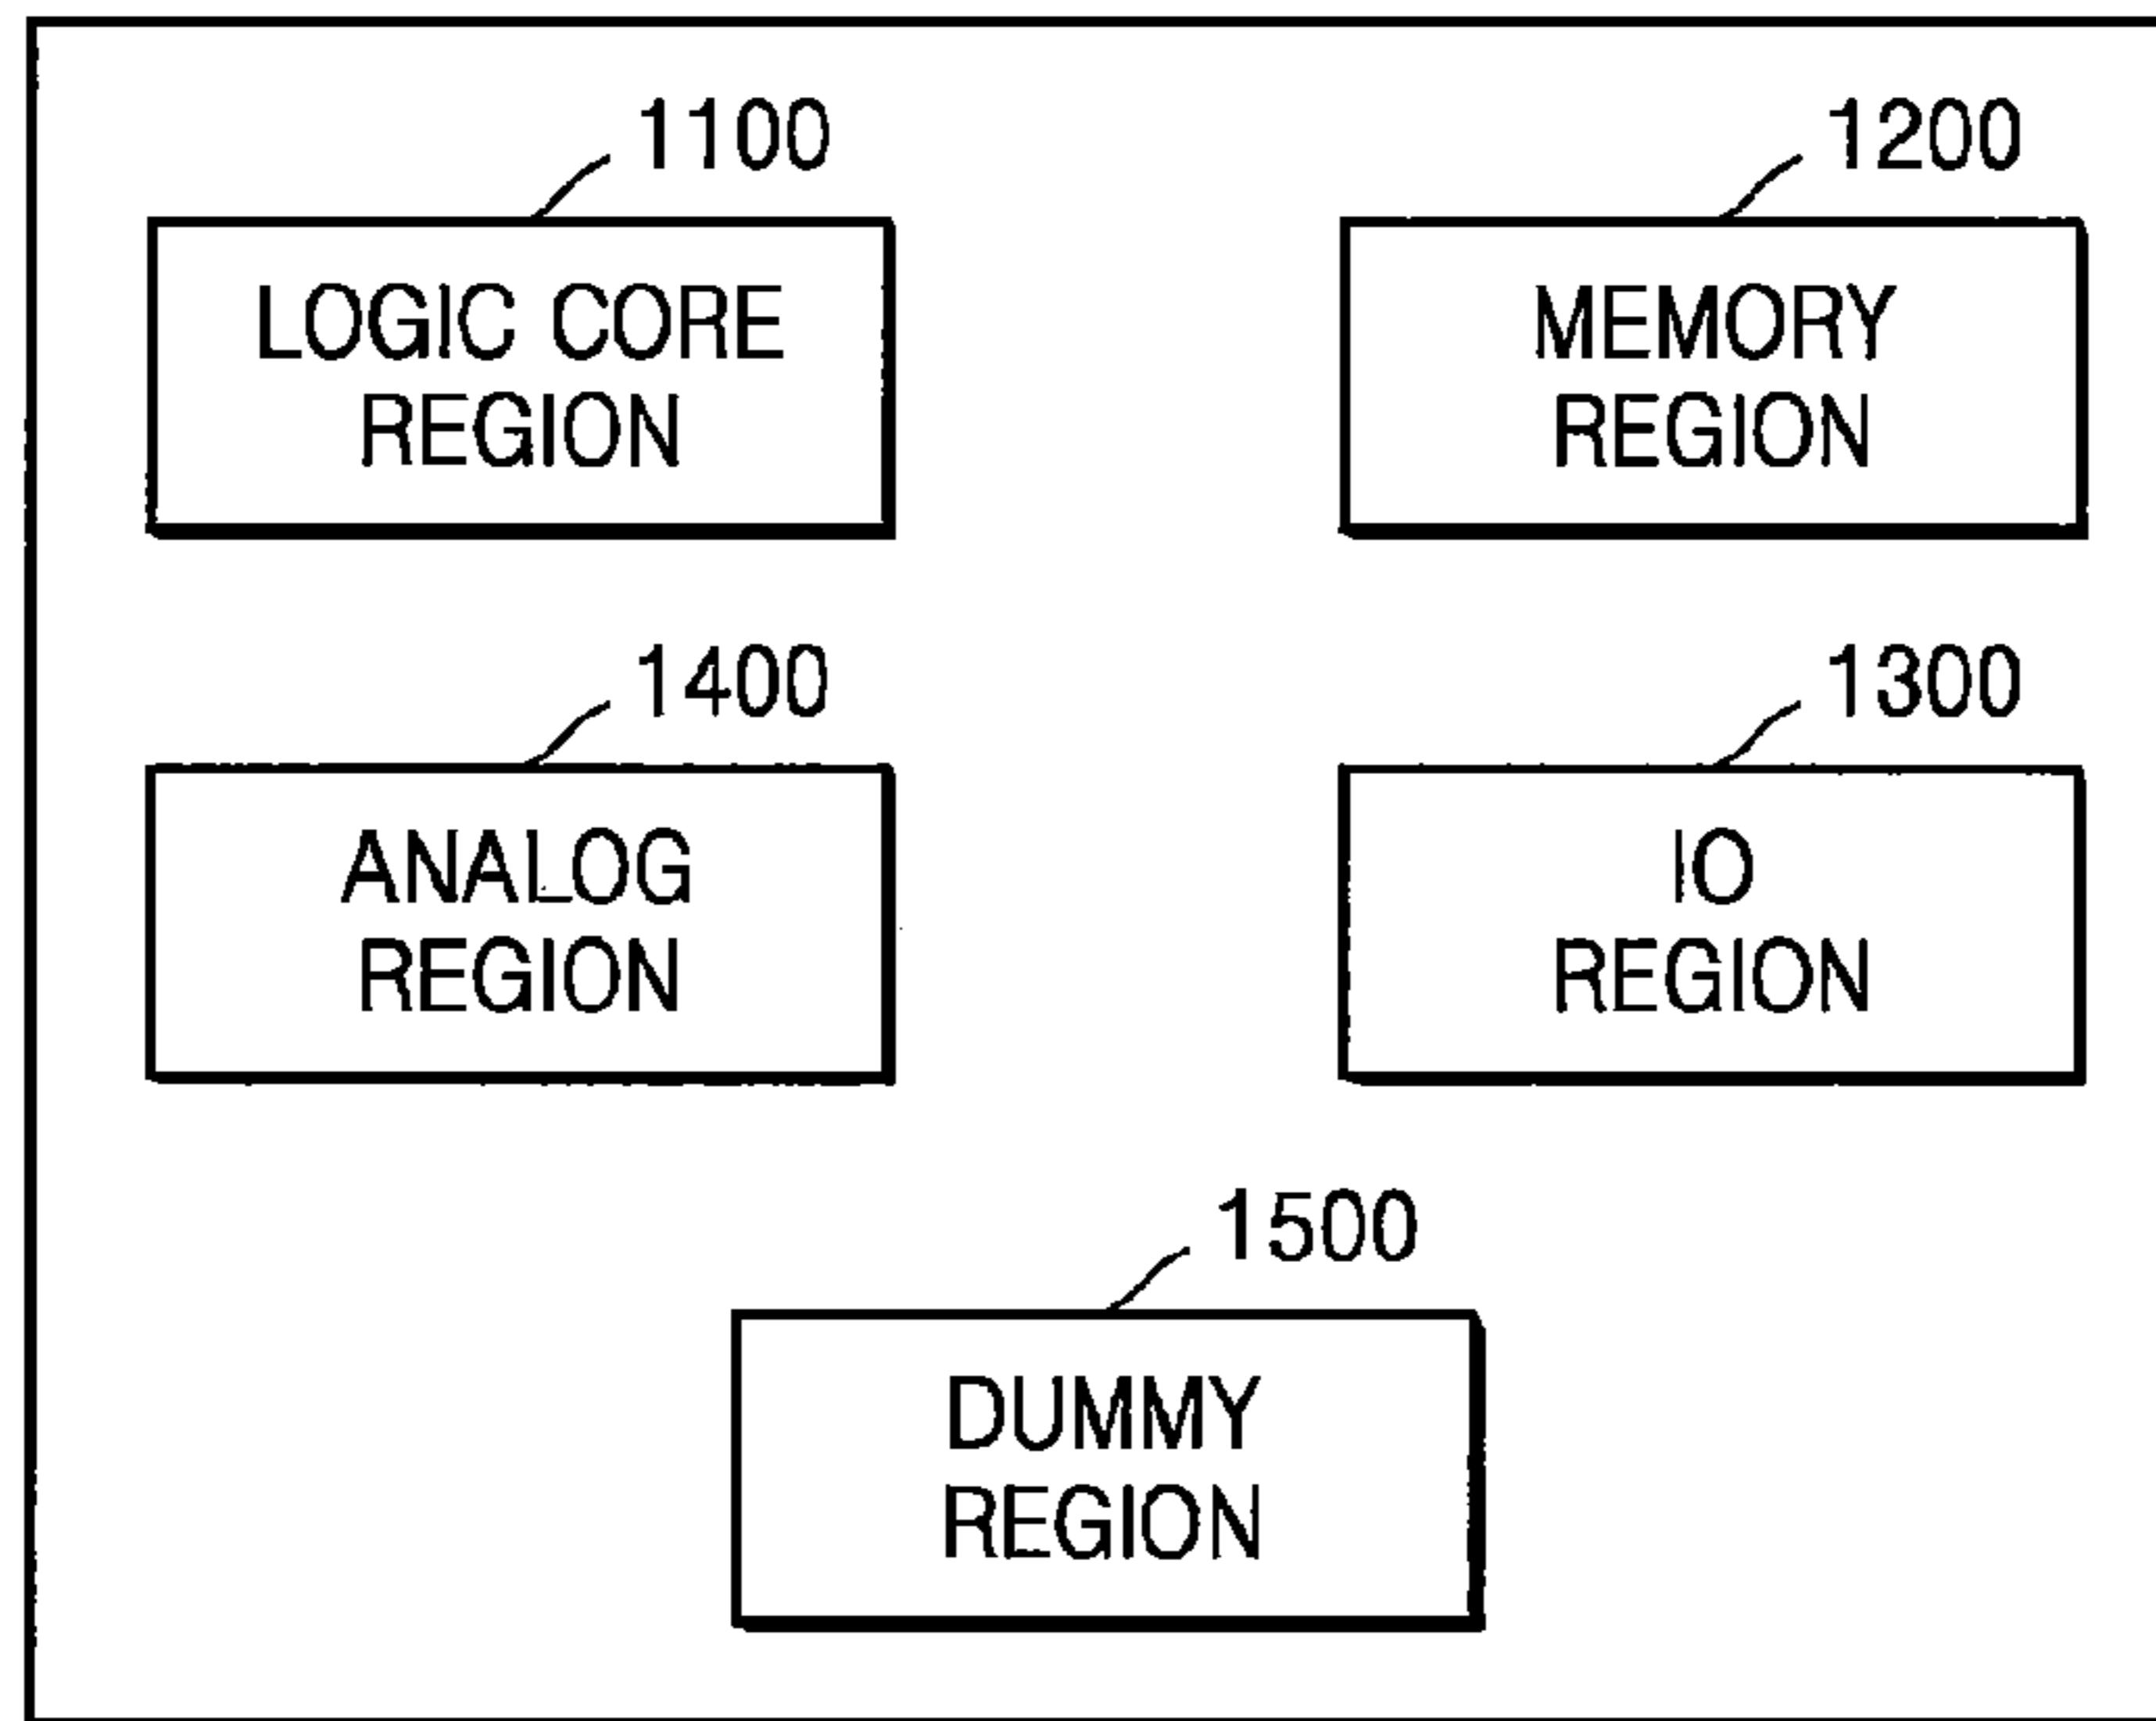 1100
LOGIC CORE
REGION
1200
MEMORY
REGION
1400
ANALOG
REGION
1300
IO
REGION
1500
DUMMY
REGION